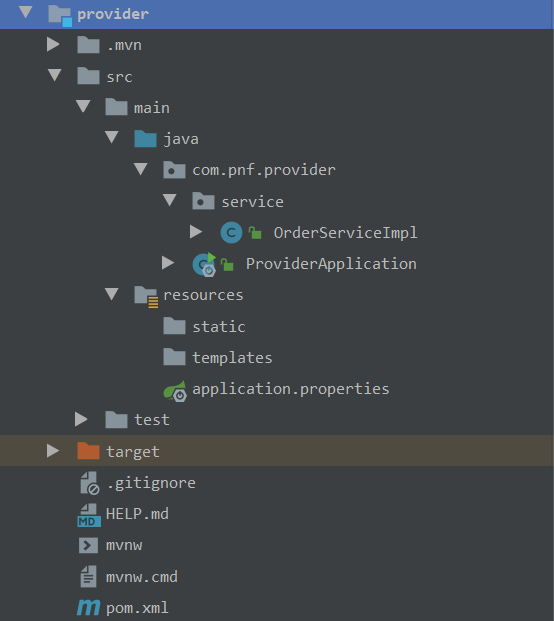 provider
.mvn
src
main
java
com.pnf.provider
service
C OrderServiceImpl
C ProviderApplication
resources
static
templates
application.properties
test
target
.gitignore
MD HELP.md
mvnw
mvnw.cmd
m pom.xml